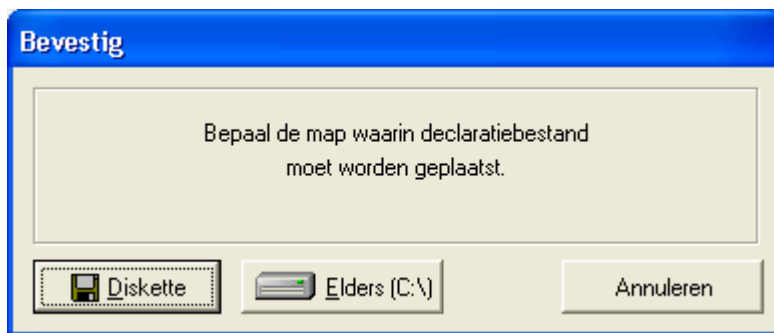 Bevestig
Bepaal de map waarin declaratiebestand
moet worden geplaatst.
Diskette Elders (C:\) Annuleren